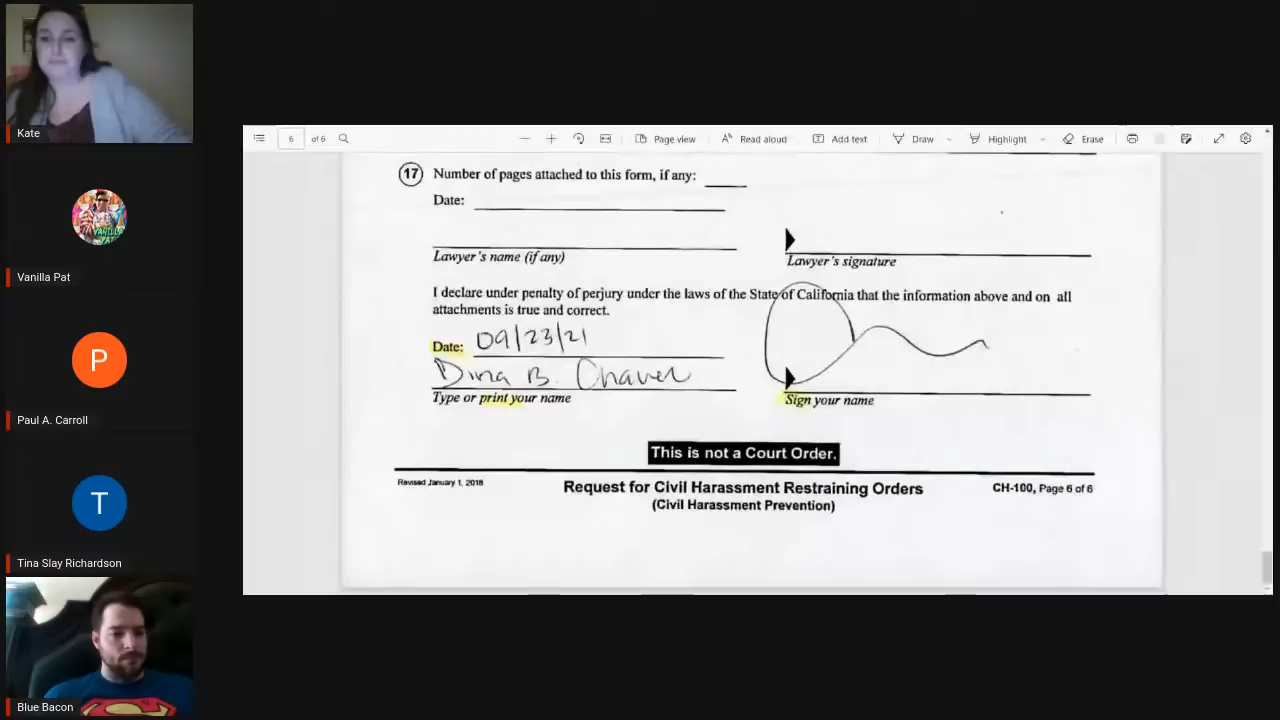 Kate
Vanilla Pat
P
Paul A. Carroll
T
Tina Slay Richardson
Blue Bacon
6 of 6 Page view Read aloud Add text Draw Highlight Erase
17 Number of pages attached to this form, if any:
Date:
Lawyer's name (if any)
Lawyer's signature
I declare under penalty of perjury under the laws of the State of California that the information above and on all
attachments is true and correct.
Date: 09/23/21
Dina B.
Type or print your name
Sign your name
This is not a Court Order.
Revised January 1, 2018
Request for Civil Harassment Restraining Orders
CH-100, Page 6 of 6
(Civil Harassment Prevention)